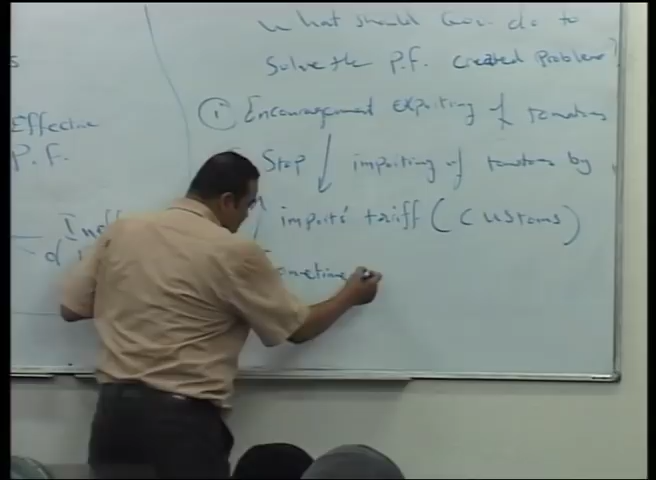 s
Effective
P.F.
What should Gov. do to
Solve the P.F. created problem?
① Encouragement exporting of tomatoes
Stop ↓ importing of tomatoes by
imports' tariff (customs)